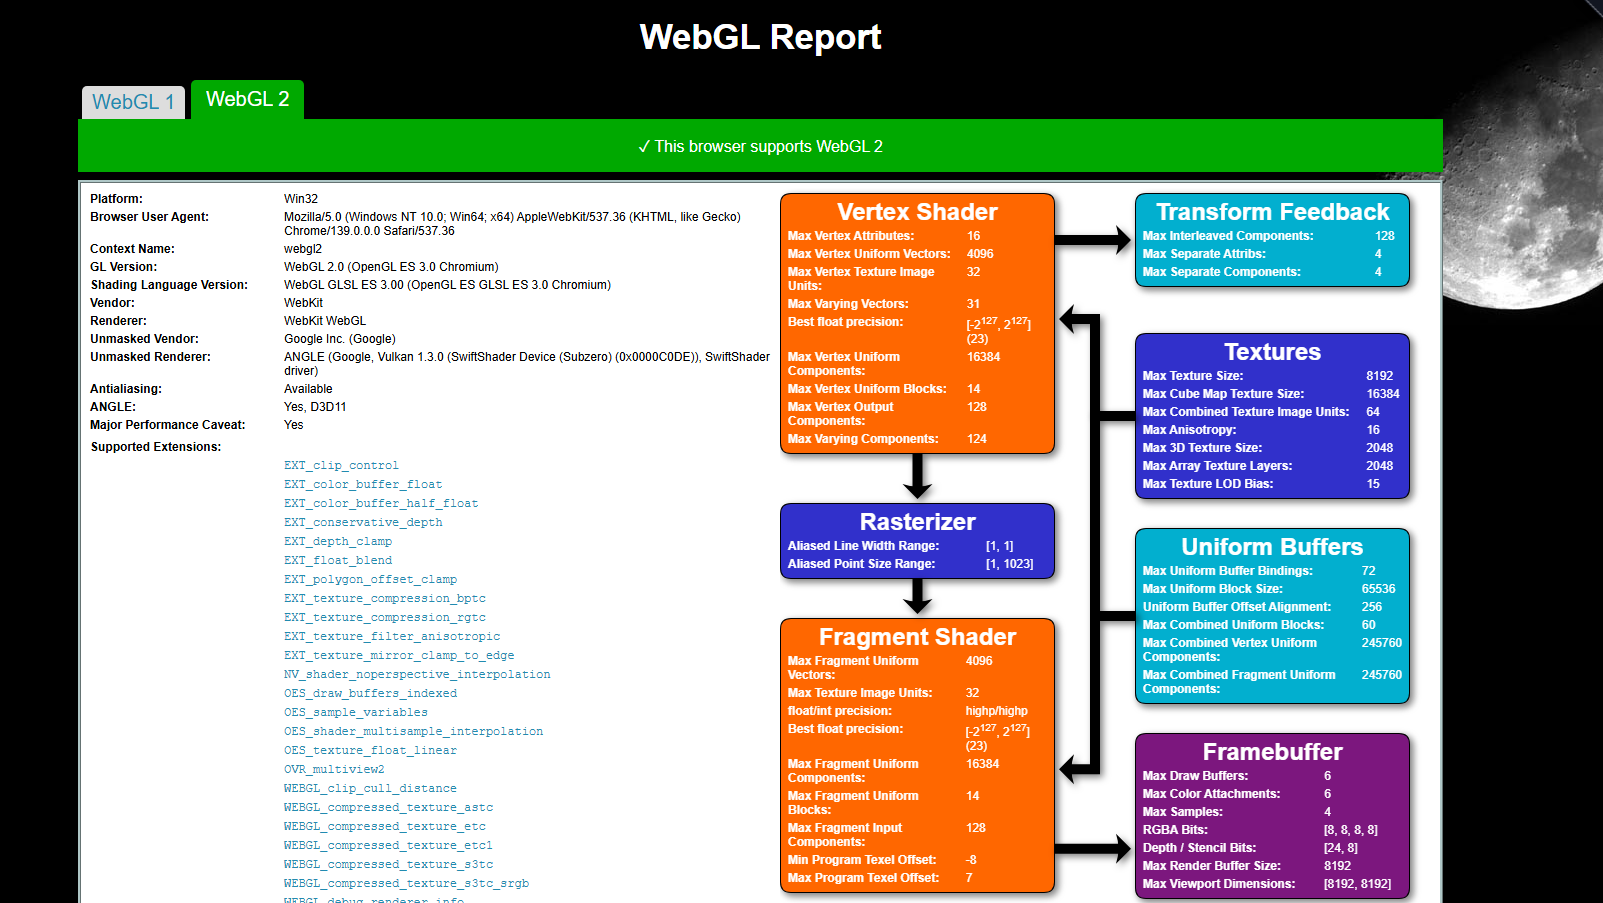 WebGL Report
WebGL 1
WebGL 2
✓ This browser supports WebGL 2
Platform: Win32
Browser User Agent: Mozilla/5.0 (Windows NT 10.0; Win64; x64) AppleWebKit/537.36 (KHTML, like Gecko)
Chrome/139.0.0.0 Safari/537.36
Context Name: webgl2
GL Version: WebGL 2.0 (OpenGL ES 3.0 Chromium)
Shading Language Version: WebGL GLSL ES 3.00 (OpenGL ES GLSL ES 3.0 Chromium)
Vendor: WebKit
Renderer: WebKit WebGL
Unmasked Vendor: Google Inc. (Google)
Unmasked Renderer: ANGLE (Google, Vulkan 1.3.0 (SwiftShader Device (Subzero) (0x0000C0DE)), SwiftShader
driver)
Antialiasing: Available
ANGLE: Yes, D3D11
Major Performance Caveat: Yes
Supported Extensions:
EXT_clip_control
EXT_color_buffer_float
EXT_color_buffer_half_float
EXT_conservative_depth
EXT_depth_clamp
EXT_float_blend
EXT_polygon_offset_clamp
EXT_texture_compression_bptc
EXT_texture_compression_rgtc
EXT_texture_filter_anisotropic
EXT_texture_mirror_clamp_to_edge
NV_shader_noperspective_interpolation
OES_draw_buffers_indexed
OES_sample_variables
OES_shader_multisample_interpolation
OES_texture_float_linear
OVR_multiview2
WEBGL_clip_cull_distance
WEBGL_compressed_texture_astc
WEBGL_compressed_texture_etc
WEBGL_compressed_texture_etc1
WEBGL_compressed_texture_s3tc
WEBGL_compressed_texture_s3tc_srgb
WEBGL_debug_renderer_info
Vertex Shader
Max Vertex Attributes: 16
Max Vertex Uniform Vectors: 4096
Max Vertex Texture Image 32
Units:
Max Varying Vectors: 31
Best float precision: [-2¹²⁷, 2¹²⁷]
(23)
Max Vertex Uniform 16384
Components:
Max Vertex Uniform Blocks: 14
Max Vertex Output 128
Components:
Max Varying Components: 124
Rasterizer
Aliased Line Width Range: [1, 1]
Aliased Point Size Range: [1, 1023]
Fragment Shader
Max Fragment Uniform 4096
Vectors:
Max Texture Image Units: 32
float/int precision: highp/highp
Best float precision: [-2¹²⁷, 2¹²⁷]
(23)
Max Fragment Uniform 16384
Components:
Max Fragment Uniform 14
Blocks:
Max Fragment Input 128
Components:
Min Program Texel Offset: -8
Max Program Texel Offset: 7
Transform Feedback
Max Interleaved Components: 128
Max Separate Attribs: 4
Max Separate Components: 4
Textures
Max Texture Size: 8192
Max Cube Map Texture Size: 16384
Max Combined Texture Image Units: 64
Max Anisotropy: 16
Max 3D Texture Size: 2048
Max Array Texture Layers: 2048
Max Texture LOD Bias: 15
Uniform Buffers
Max Uniform Buffer Bindings: 72
Max Uniform Block Size: 65536
Uniform Buffer Offset Alignment: 256
Max Combined Uniform Blocks: 60
Max Combined Vertex Uniform 245760
Components:
Max Combined Fragment Uniform 245760
Components:
Framebuffer
Max Draw Buffers: 6
Max Color Attachments: 6
Max Samples: 4
RGBA Bits: [8, 8, 8, 8]
Depth / Stencil Bits: [24, 8]
Max Render Buffer Size: 8192
Max Viewport Dimensions: [8192, 8192]